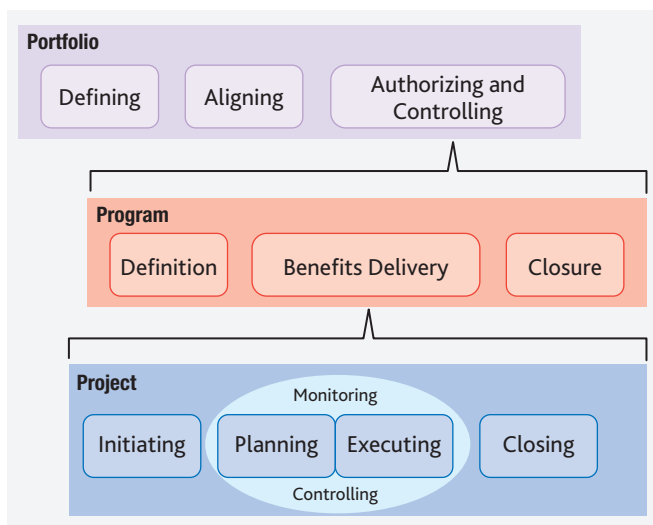 Portfolio
Defining
Aligning
Authorizing and
Controlling
Program
Definition
Benefits Delivery
Closure
Project
Monitoring
Initiating
Planning
Executing
Closing
Controlling